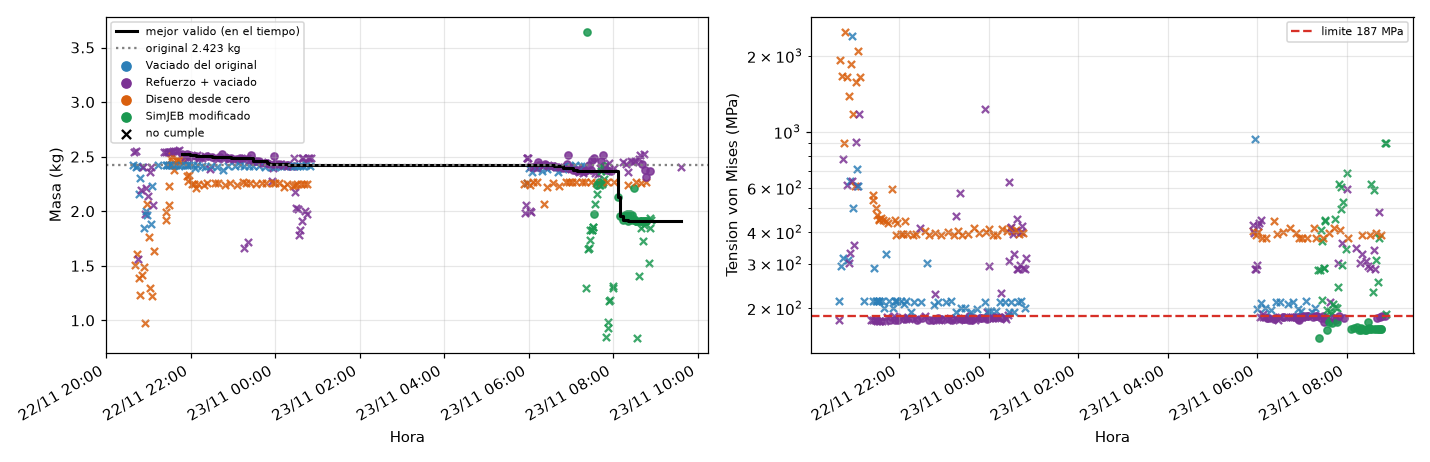 3.5
3.0
2.5
2.0
1.5
1.0
Masa (kg)
mejor valido (en el tiempo)
original 2.423 kg
Vaciado del original
Refuerzo + vaciado
Diseno desde cero
SimJEB modificado
no cumple
22/11 20:00
22/11 22:00
23/11 00:00
23/11 02:00
23/11 04:00
23/11 06:00
23/11 08:00
23/11 10:00
Hora
2 × 10³
10³
6 × 10²
4 × 10²
3 × 10²
2 × 10²
Tension von Mises (MPa)
limite 187 MPa
22/11 22:00
23/11 00:00
23/11 02:00
23/11 04:00
23/11 06:00
23/11 08:00
Hora